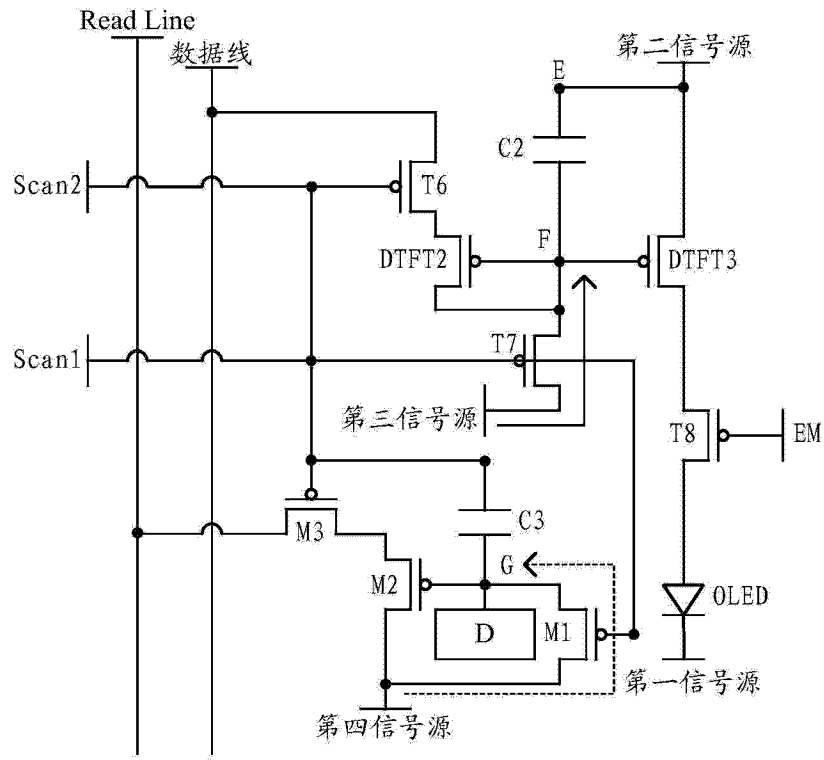 Read Line
数据线
第二信号源
E
C2
Scan2
T6
F
DTFT2
DTFT3
Scan1
T7
第三信号源
T8
EM
C3
M3
G
M2
OLED
D
M1
第一信号源
第四信号源